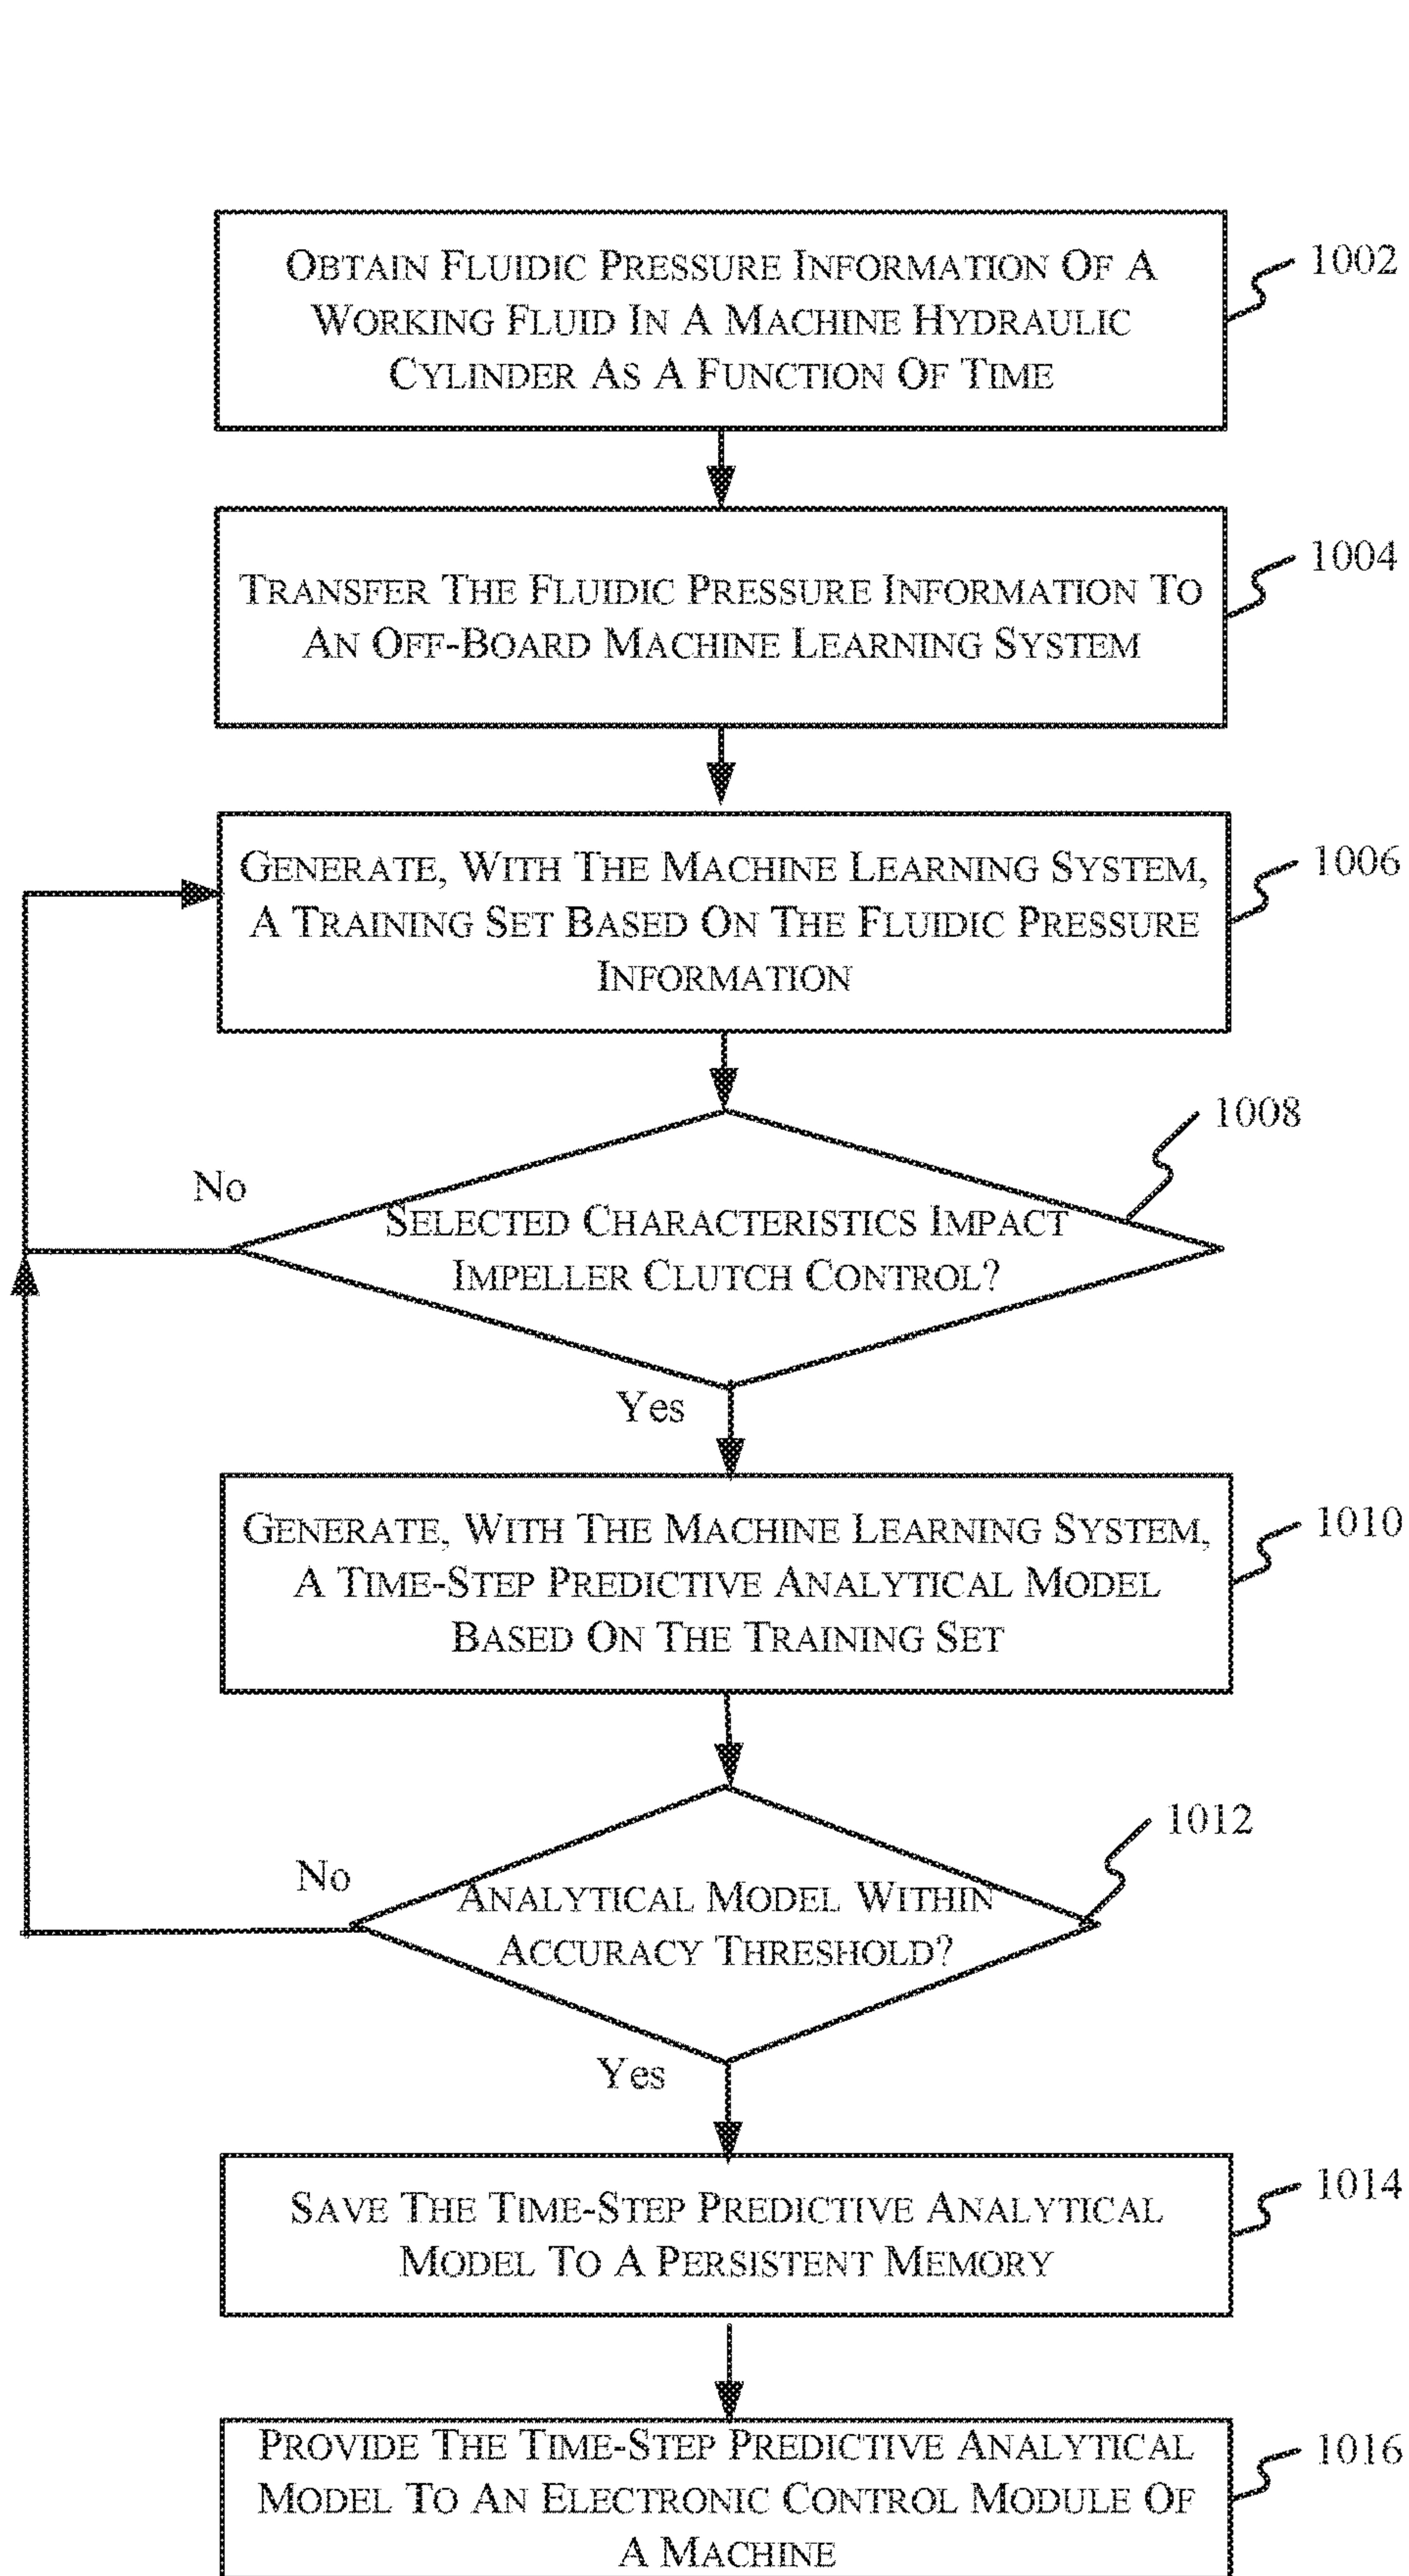 OBTAIN FLUIDIC PRESSURE INFORMATION OF A
WORKING FLUID IN A MACHINE HYDRAULIC
CYLINDER AS A FUNCTION OF TIME
1002
TRANSFER THE FLUIDIC PRESSURE INFORMATION TO
AN OFF-BOARD MACHINE LEARNING SYSTEM
1004
GENERATE, WITH THE MACHINE LEARNING SYSTEM,
A TRAINING SET BASED ON THE FLUIDIC PRESSURE
INFORMATION
1006
SELECTED CHARACTERISTICS IMPACT
IMPELLER CLUTCH CONTROL?
1008
No
Yes
GENERATE, WITH THE MACHINE LEARNING SYSTEM,
A TIME-STEP PREDICTIVE ANALYTICAL MODEL
BASED ON THE TRAINING SET
1010
ANALYTICAL MODEL WITHIN
ACCURACY THRESHOLD?
1012
No
Yes
SAVE THE TIME-STEP PREDICTIVE ANALYTICAL
MODEL TO A PERSISTENT MEMORY
1014
PROVIDE THE TIME-STEP PREDICTIVE ANALYTICAL
MODEL TO AN ELECTRONIC CONTROL MODULE OF
A MACHINE
1016